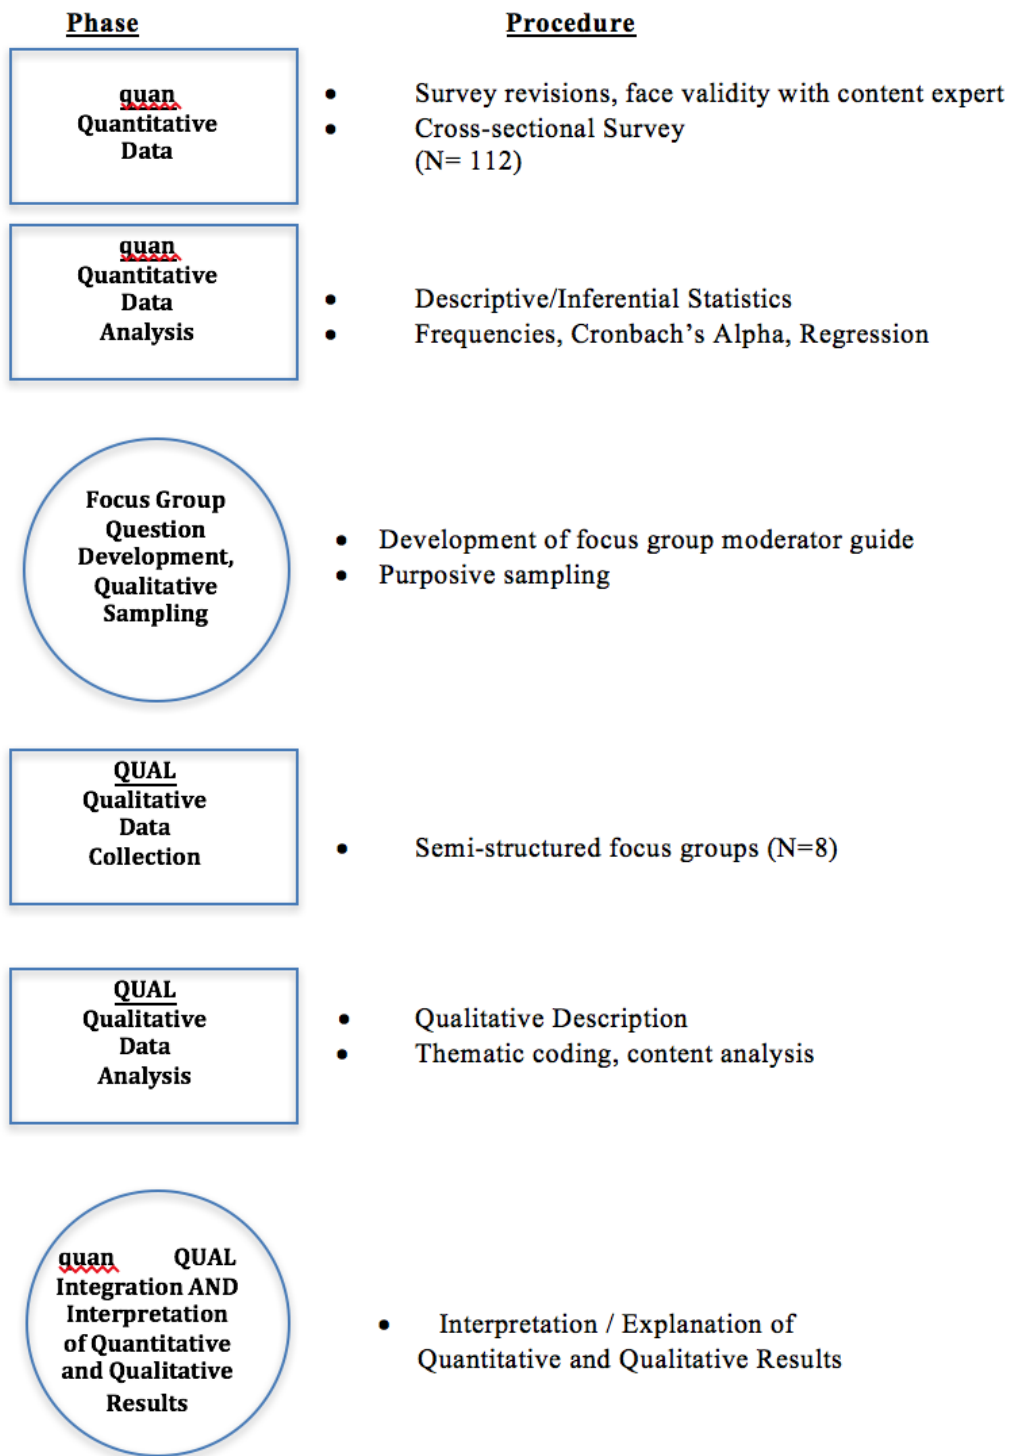 Phase Procedure
quan
Quantitative
Data
• Survey revisions, face validity with content expert
• Cross-sectional Survey
(N= 112)
quan
Quantitative
Data
Analysis
• Descriptive/Inferential Statistics
• Frequencies, Cronbach’s Alpha, Regression
Focus Group
Question
Development,
Qualitative
Sampling
• Development of focus group moderator guide
• Purposive sampling
QUAL
Qualitative
Data
Collection
• Semi-structured focus groups (N=8)
QUAL
Qualitative
Data
Analysis
• Qualitative Description
• Thematic coding, content analysis
quan QUAL
Integration AND
Interpretation
of Quantitative
and Qualitative
Results
• Interpretation / Explanation of
Quantitative and Qualitative Results